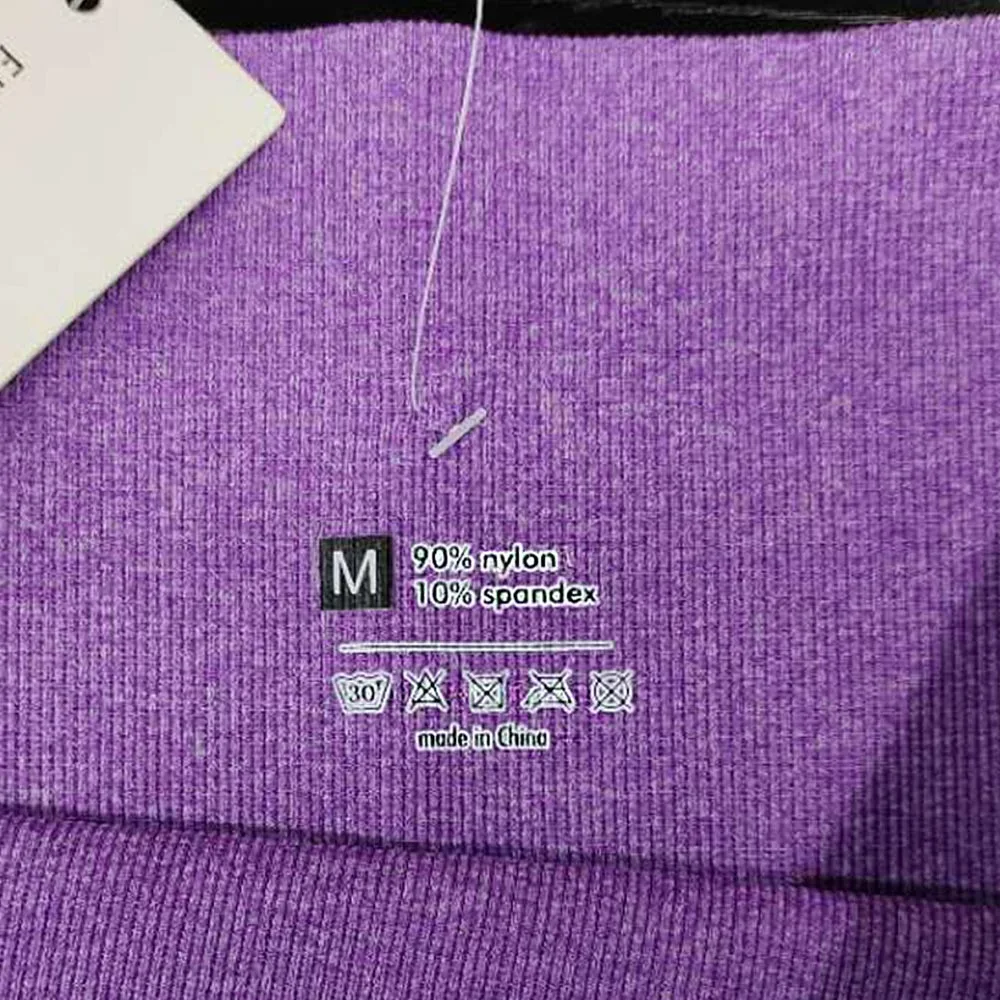 M
90% nylon
10% spandex
30°
made in China